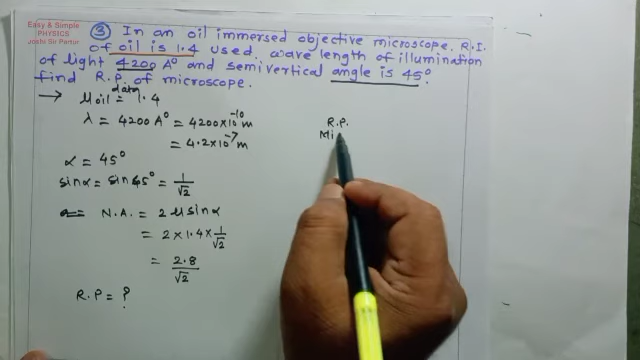 Easy & Simple
PHYSICS
Joshi Sir Partur
③ In an oil immersed objective microscope. R.I.
of oil is 1.4 used, wave length of illumination
of light 4200 A° and semivertical angle is 45°
find R.P. of microscope.
→ data
μoil = 1.4
λ = 4200 A° = 4200×10⁻¹⁰ m
= 4.2×10⁻⁷ m
α = 45°
sinα = sin 45° = 1/√2
N.A. = 2 μ sinα
= 2 × 1.4 × 1/√2
= 2.8/√2
R.P = ?
R.P.
Mi